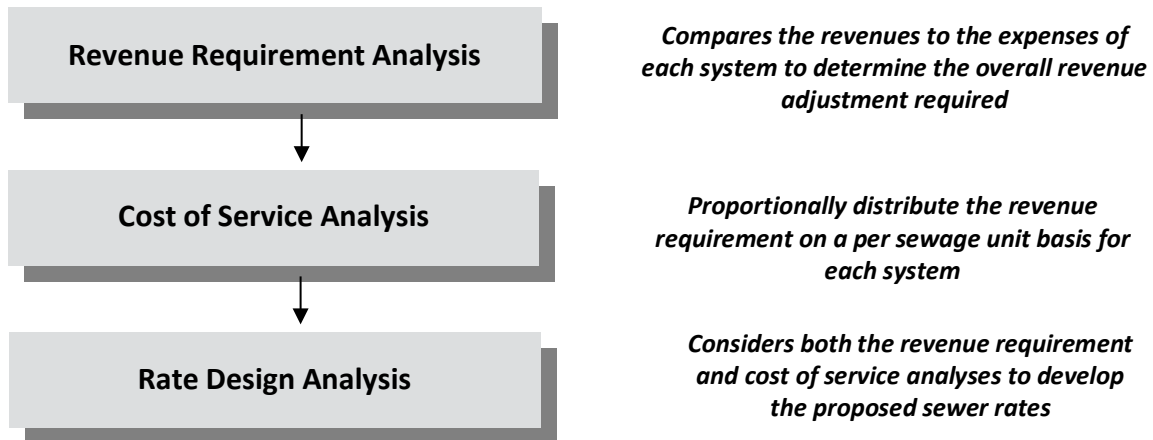 Revenue Requirement Analysis
Compares the revenues to the expenses of
each system to determine the overall revenue
adjustment required
Cost of Service Analysis
Proportionally distribute the revenue
requirement on a per sewage unit basis for
each system
Rate Design Analysis
Considers both the revenue requirement
and cost of service analyses to develop
the proposed sewer rates